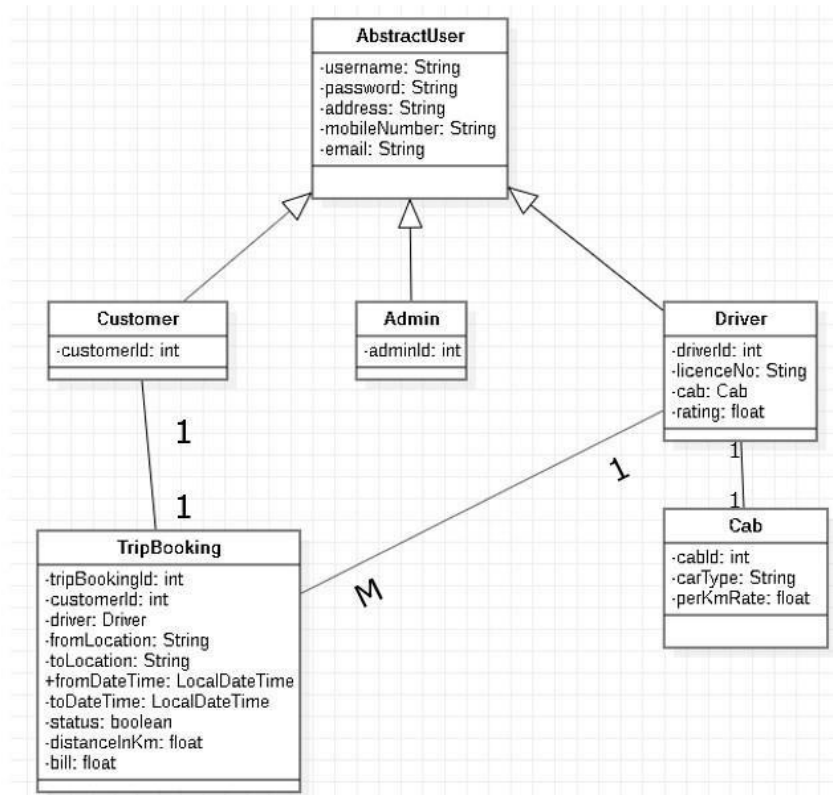 AbstractUser
-username: String
-password: String
-address: String
-mobileNumber: String
-email: String
Customer
-customerId: int
Admin
-adminId: int
Driver
-driverId: int
-licenceNo: Sting
-cab: Cab
-rating: float
1
1
1
M
1
1
TripBooking
-tripBookingId: int
-customerId: int
-driver: Driver
-fromLocation: String
-toLocation: String
+fromDateTime: LocalDateTime
-toDateTime: LocalDateTime
-status: boolean
-distanceInKm: float
-bill: float
Cab
-cabId: int
-carType: String
-perKmRate: float